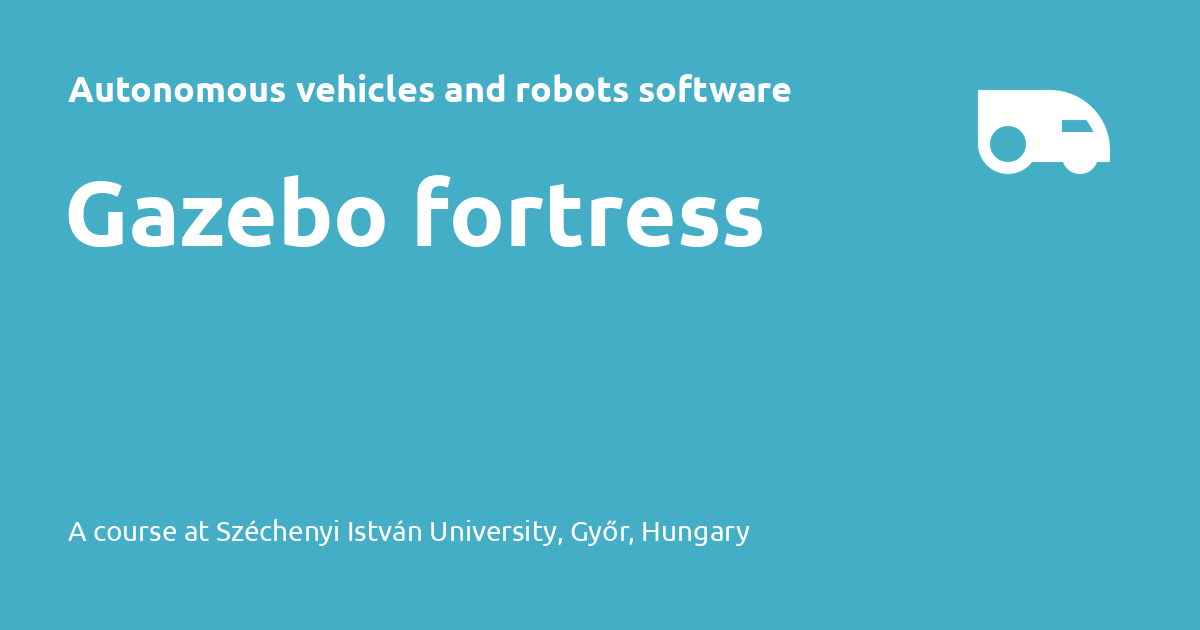 Autonomous vehicles and robots software
Gazebo fortress
A course at Széchenyi István University, Győr, Hungary